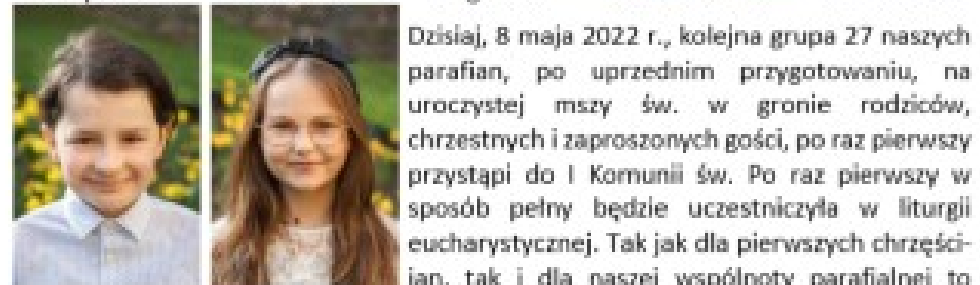 Dzisiaj, 8 maja 2022 r., kolejna grupa 27 naszych
parafian, po uprzednim przygotowaniu, na
uroczystej mszy św. w gronie rodziców,
chrzestnych i zaproszonych gości, po raz pierwszy
przystąpi do I Komunii św. Po raz pierwszy w
sposób pełny będzie uczestniczyła w liturgii
eucharystycznej. Tak jak dla pierwszych chrześci-
jan, tak i dla naszej wspólnoty parafialnej to